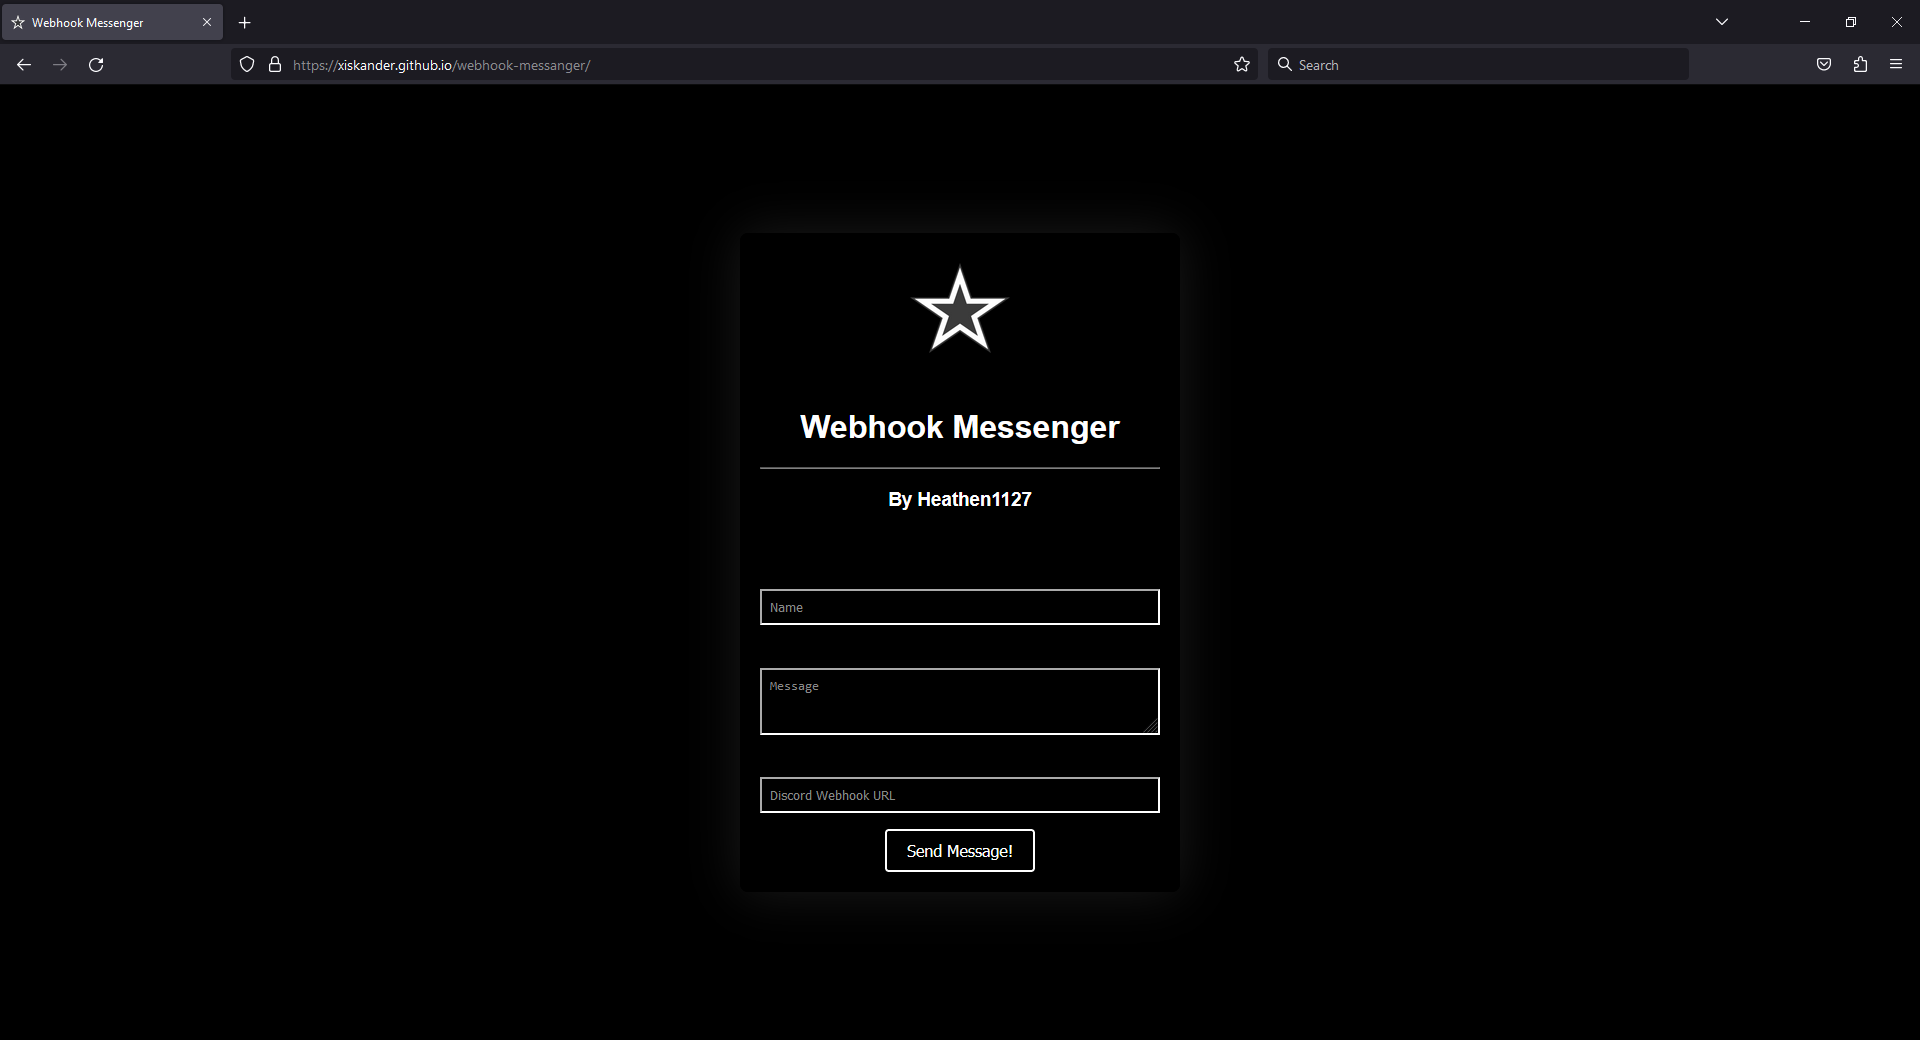 Webhook Messenger
https://xiskander.github.io/webhook-messanger/
Search
Webhook Messenger
By Heathen1127
Name
Message
Discord Webhook URL
Send Message!